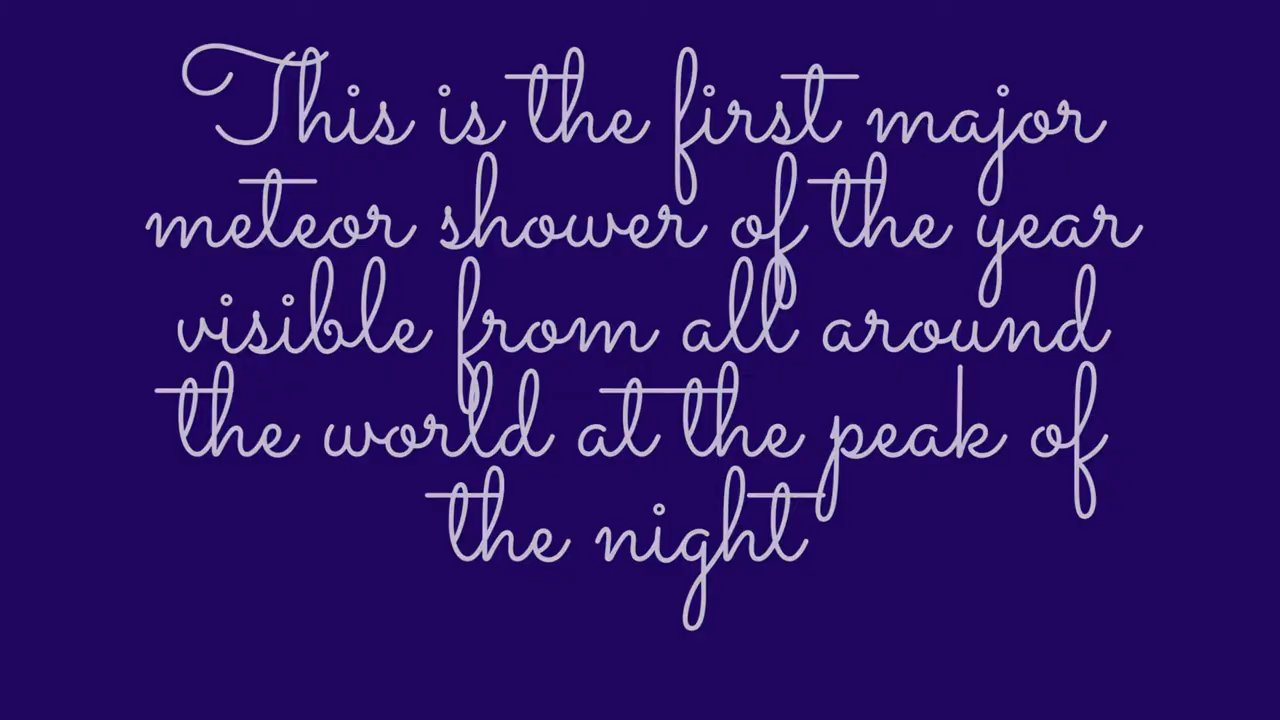 This is the first major
meteor shower of the year
visible from all around
the world at the peak of
the night